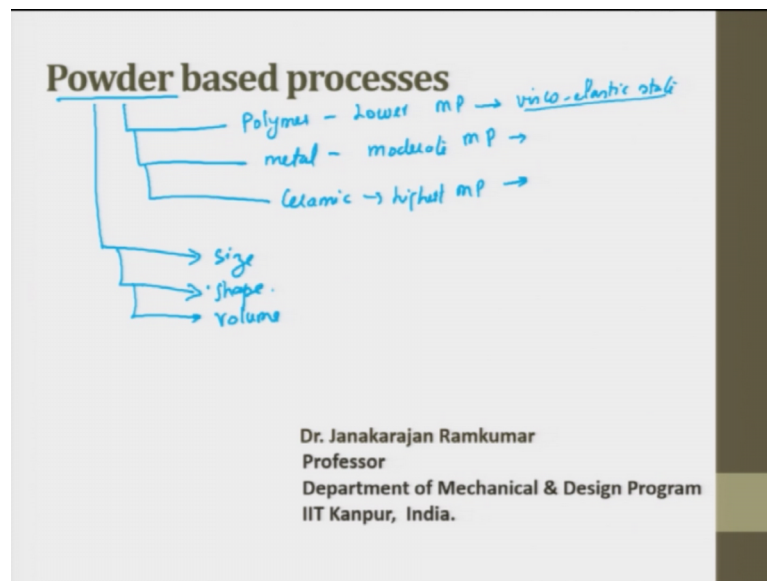 Powder based processes
Polymer - Lower MP → visco-elastic state
metal - moderate MP →
Ceramic → highest MP →
size
shape.
volume
Dr. Janakarajan Ramkumar
Professor
Department of Mechanical & Design Program
IIT Kanpur, India.